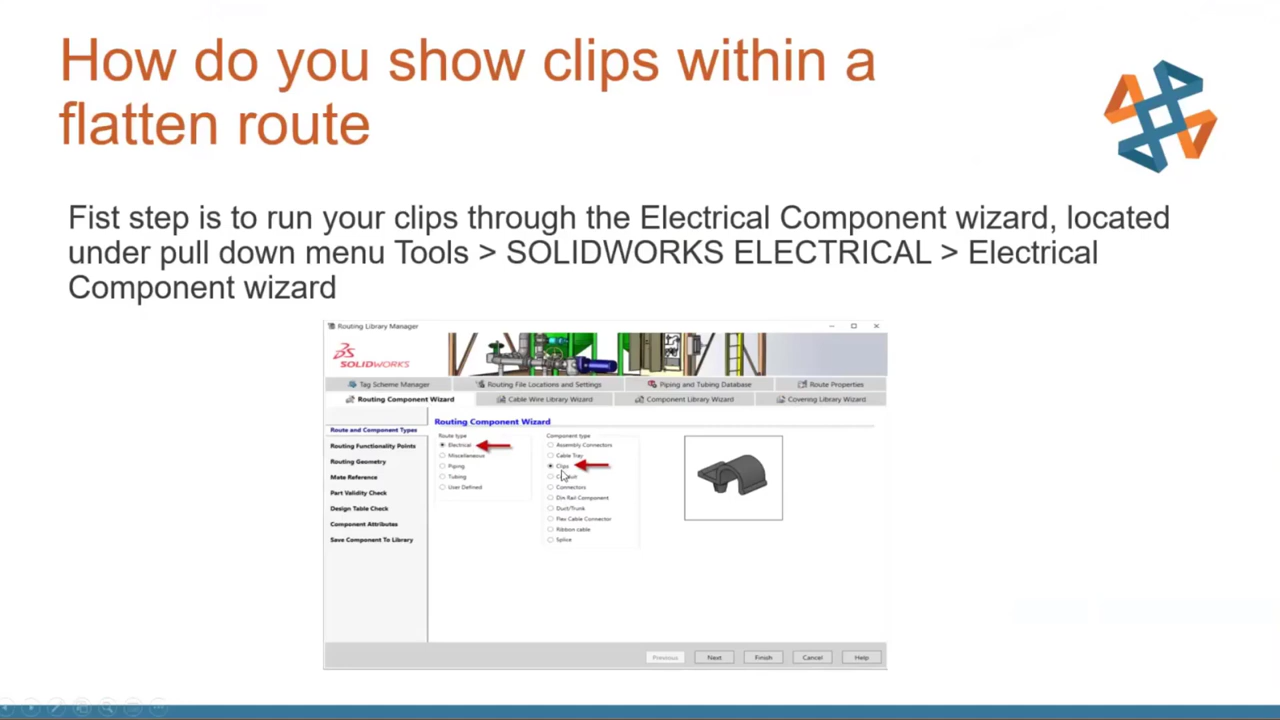 How do you show clips within a
flatten route
Fist step is to run your clips through the Electrical Component wizard, located
under pull down menu Tools > SOLIDWORKS ELECTRICAL > Electrical
Component wizard
Routing Library Manager
SOLIDWORKS
Tag Scheme Manager
Routing File Locations and Settings
Piping and Tubing Database
Route Properties
Routing Component Wizard
Cable Wire Library Wizard
Component Library Wizard
Covering Library Wizard
Route and Component Types
Routing Functionality Points
Routing Geometry
Mate Reference
Part Validity Check
Design Table Check
Component Attributes
Save Component To Library
Routing Component Wizard
Route type
Electrical
Miscellaneous
Piping
Tubing
User Defined
Component type
Assembly Connectors
Cable Tray
Clips
Connectors
Din Rail Component
Duct/Trunk
Flex Cable Connector
Ribbon cable
Splice
Previous
Next
Finish
Cancel
Help